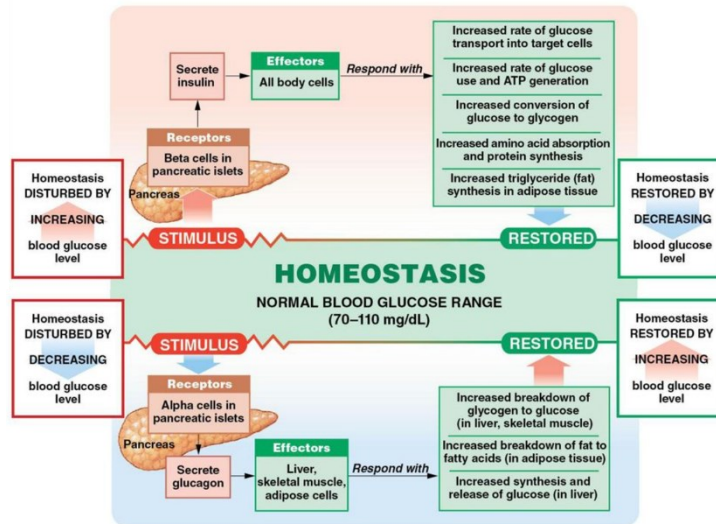 Secrete
insulin
Effectors
All body cells
Respond with
Increased rate of glucose
transport into target cells
Increased rate of glucose
use and ATP generation
Increased conversion of
glucose to glycogen
Increased amino acid absorption
and protein synthesis
Increased triglyceride (fat)
synthesis in adipose tissue
Receptors
Beta cells in
pancreatic islets
Pancreas
Homeostasis
DISTURBED BY
INCREASING
blood glucose
level
STIMULUS
RESTORED
Homeostasis
RESTORED BY
DECREASING
blood glucose
level
HOMEOSTASIS
NORMAL BLOOD GLUCOSE RANGE
(70–110 mg/dL)
Homeostasis
DISTURBED BY
DECREASING
blood glucose
level
STIMULUS
RESTORED
Homeostasis
RESTORED BY
INCREASING
blood glucose
level
Receptors
Alpha cells in
pancreatic islets
Pancreas
Secrete
glucagon
Effectors
Liver,
skeletal muscle,
adipose cells
Respond with
Increased breakdown of
glycogen to glucose
(in liver, skeletal muscle)
Increased breakdown of fat to
fatty acids (in adipose tissue)
Increased synthesis and
release of glucose (in liver)